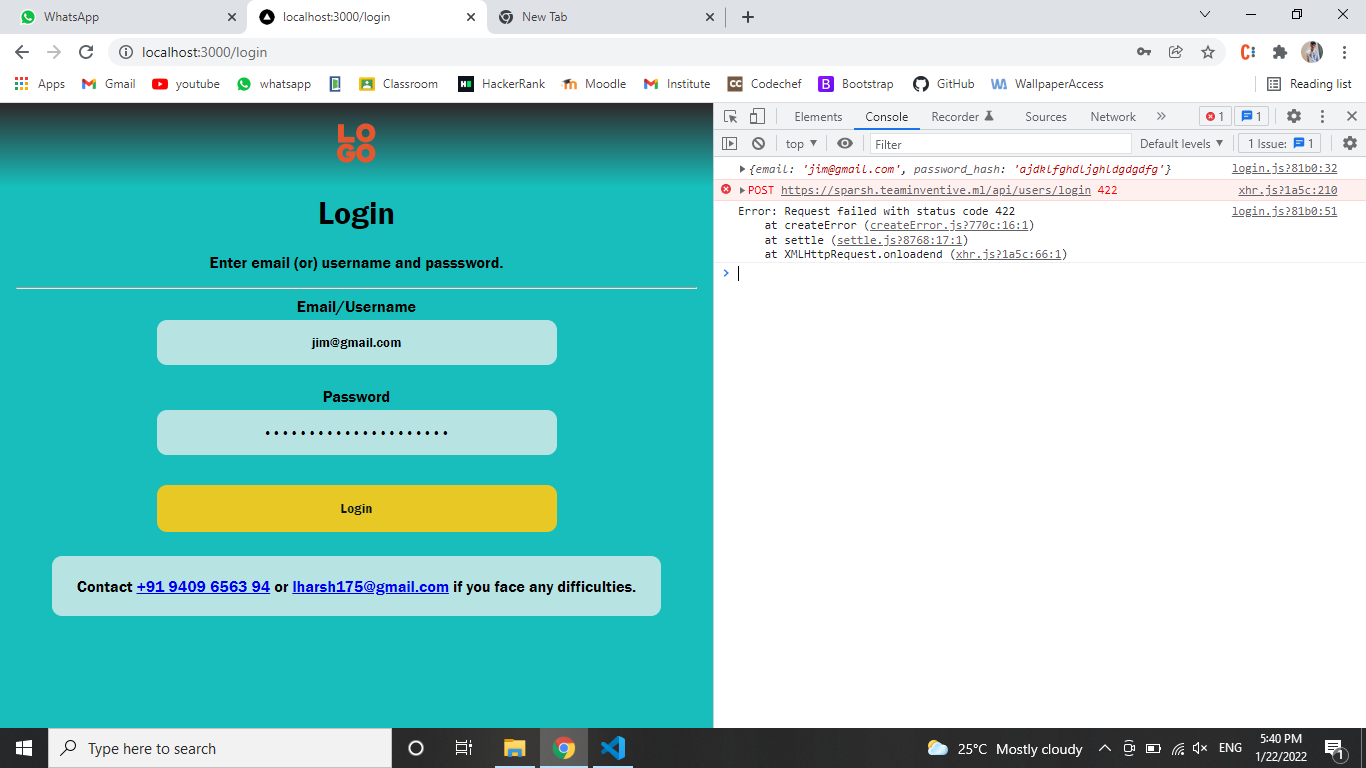 WhatsApp
localhost:3000/login
New Tab
localhost:3000/login
Apps
Gmail
youtube
whatsapp
Classroom
HackerRank
Moodle
Institute
Codechef
Bootstrap
GitHub
WallpaperAccess
Reading list
LO
GO
Login
Enter email (or) username and passsword.
Email/Username
jim@gmail.com
Password
Login
Contact +91 9409 6563 94 or lharsh175@gmail.com if you face any difficulties.
Elements
Console
Recorder
Sources
Network
1
1
top
Filter
Default levels
1 Issue: 1
{email: 'jim@gmail.com', password_hash: 'ajdklfghdljghldgdgdfg'} login.js?81b0:32
POST https://sparsh.teaminventive.ml/api/users/login 422 xhr.js?1a5c:210
Error: Request failed with status code 422 login.js?81b0:51
at createError (createError.js?770c:16:1)
at settle (settle.js?8768:17:1)
at XMLHttpRequest.onloadend (xhr.js?1a5c:66:1)
Type here to search
25°C Mostly cloudy
ENG
5:40 PM
1/22/2022
1